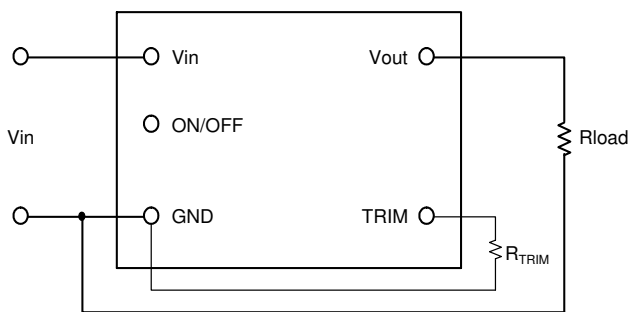 Vin
Vout
ON/OFF
Vin
Rload
GND
TRIM
RTRIM